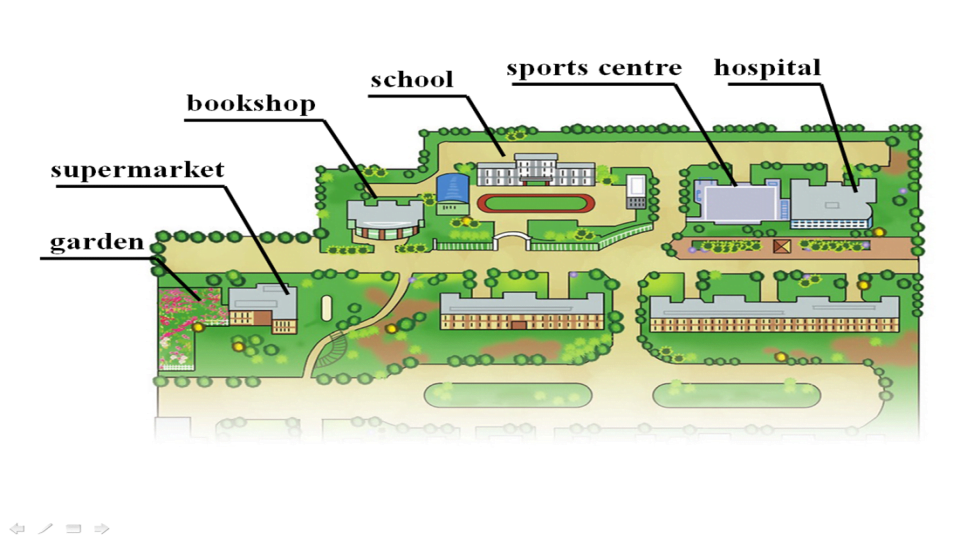 sports centre
hospital
school
bookshop
supermarket
garden